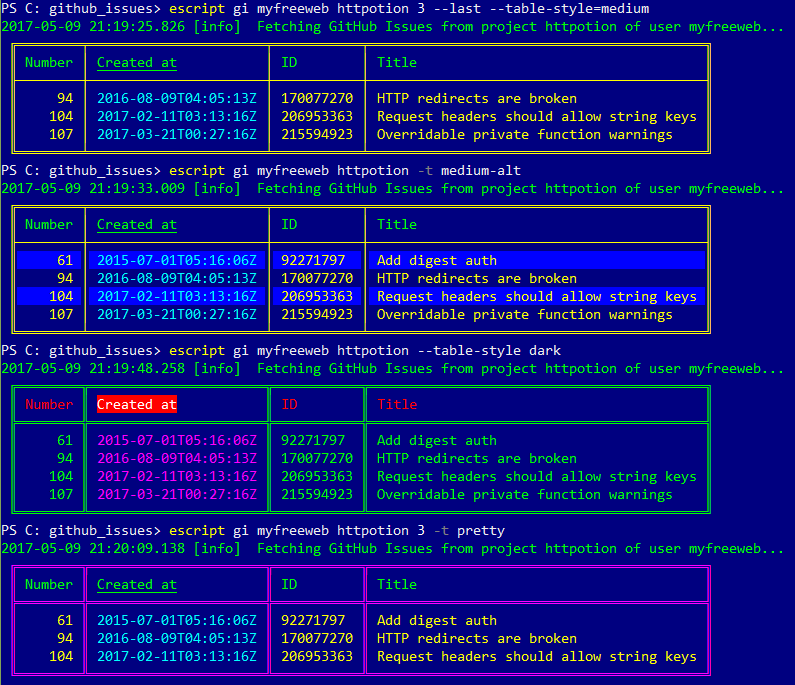 PS C: github_issues> escript gi myfreeweb httpotion 3 --last --table-style=medium
2017-05-09 21:19:25.826 [info]  Fetching GitHub Issues from project httpotion of user myfreeweb...
Number Created at ID Title
94 2016-08-09T04:05:13Z 170077270 HTTP redirects are broken
104 2017-02-11T03:13:16Z 206953363 Request headers should allow string keys
107 2017-03-21T00:27:16Z 215594923 Overridable private function warnings
PS C: github_issues> escript gi myfreeweb httpotion -t medium-alt
2017-05-09 21:19:33.009 [info]  Fetching GitHub Issues from project httpotion of user myfreeweb...
Number Created at ID Title
61 2015-07-01T05:16:06Z 92271797 Add digest auth
94 2016-08-09T04:05:13Z 170077270 HTTP redirects are broken
104 2017-02-11T03:13:16Z 206953363 Request headers should allow string keys
107 2017-03-21T00:27:16Z 215594923 Overridable private function warnings
PS C: github_issues> escript gi myfreeweb httpotion --table-style dark
2017-05-09 21:19:48.258 [info]  Fetching GitHub Issues from project httpotion of user myfreeweb...
Number Created at ID Title
61 2015-07-01T05:16:06Z 92271797 Add digest auth
94 2016-08-09T04:05:13Z 170077270 HTTP redirects are broken
104 2017-02-11T03:13:16Z 206953363 Request headers should allow string keys
107 2017-03-21T00:27:16Z 215594923 Overridable private function warnings
PS C: github_issues> escript gi myfreeweb httpotion 3 -t pretty
2017-05-09 21:20:09.138 [info]  Fetching GitHub Issues from project httpotion of user myfreeweb...
Number Created at ID Title
61 2015-07-01T05:16:06Z 92271797 Add digest auth
94 2016-08-09T04:05:13Z 170077270 HTTP redirects are broken
104 2017-02-11T03:13:16Z 206953363 Request headers should allow string keys